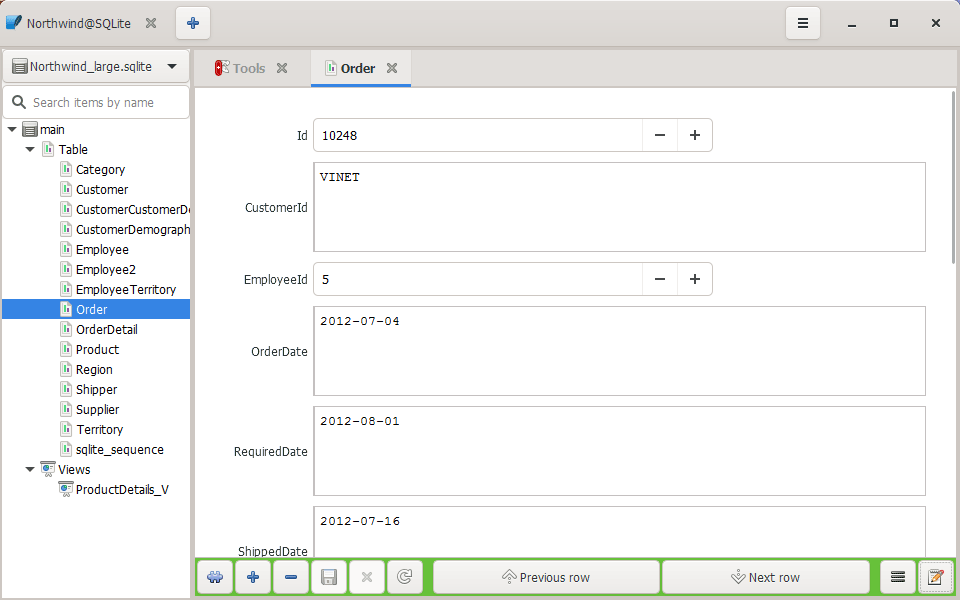 Northwind@SQLite
Northwind_large.sqlite
Search items by name
main
Table
Category
Customer
CustomerCustomerDe
CustomerDemograph
Employee
Employee2
EmployeeTerritory
Order
OrderDetail
Product
Region
Shipper
Supplier
Territory
sqlite_sequence
Views
ProductDetails_V
Tools
Order
Id 10248
CustomerId VINET
EmployeeId 5
OrderDate 2012-07-04
RequiredDate 2012-08-01
ShippedDate 2012-07-16
Previous row
Next row